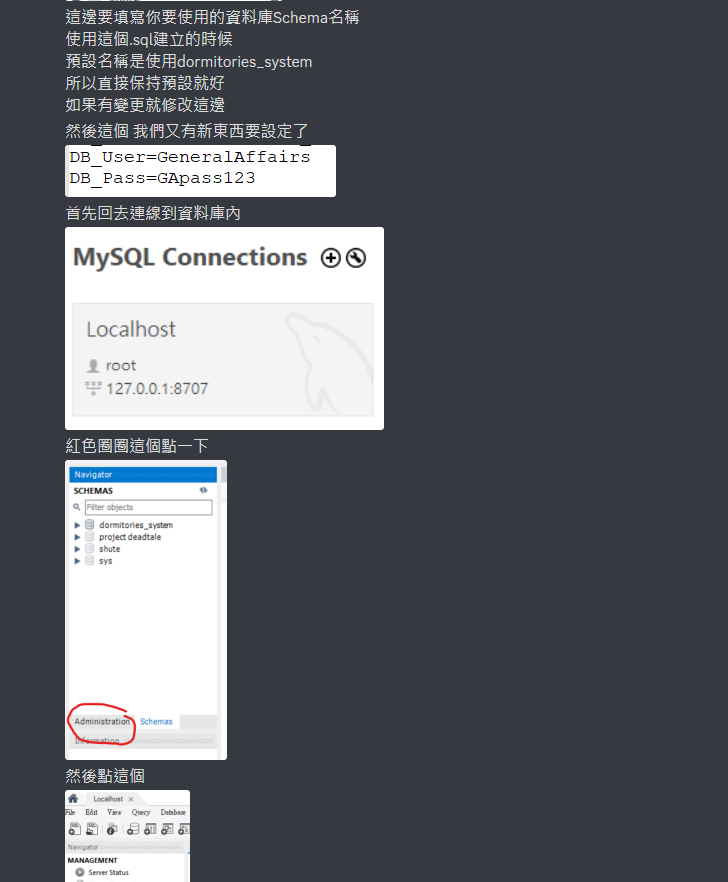 這邊要填寫你要使用的資料庫Schema名稱
使用這個.sql建立的時候
預設名稱是使用dormitories_system
所以直接保持預設就好
如果有變更就修改這邊
然後這個 我們又有新東西要設定了
DB_User=GeneralAffairs
DB_Pass=GApass123
首先回去連線到資料庫內
MySQL Connections
Localhost
root
127.0.0.1:8707
紅色圈圈這個點一下
Navigator
SCHEMAS
Filter objects
dormitories_system
project deadtale
shute
sys
Administration Schemas
Information
然後點這個
Localhost
File Edit View Query Database
Navigator
MANAGEMENT
Server Status